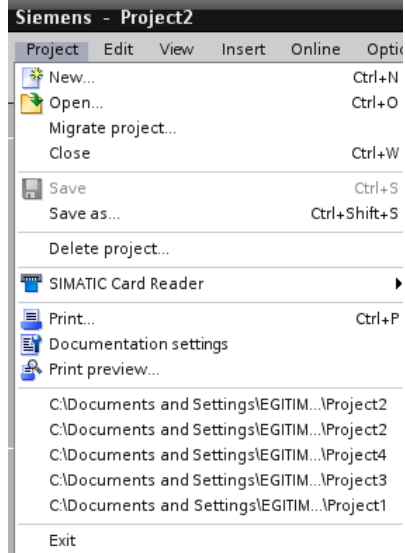 Siemens - Project2
Project Edit View Insert Online
New... Ctrl+N
Open... Ctrl+O
Migrate project...
Close Ctrl+W
Save Ctrl+S
Save as... Ctrl+Shift+S
Delete project...
SIMATIC Card Reader
Print... Ctrl+P
Documentation settings
Print preview...
C:\Documents and Settings\EGITIM...\Project2
C:\Documents and Settings\EGITIM...\Project2
C:\Documents and Settings\EGITIM...\Project4
C:\Documents and Settings\EGITIM...\Project3
C:\Documents and Settings\EGITIM...\Project1
Exit